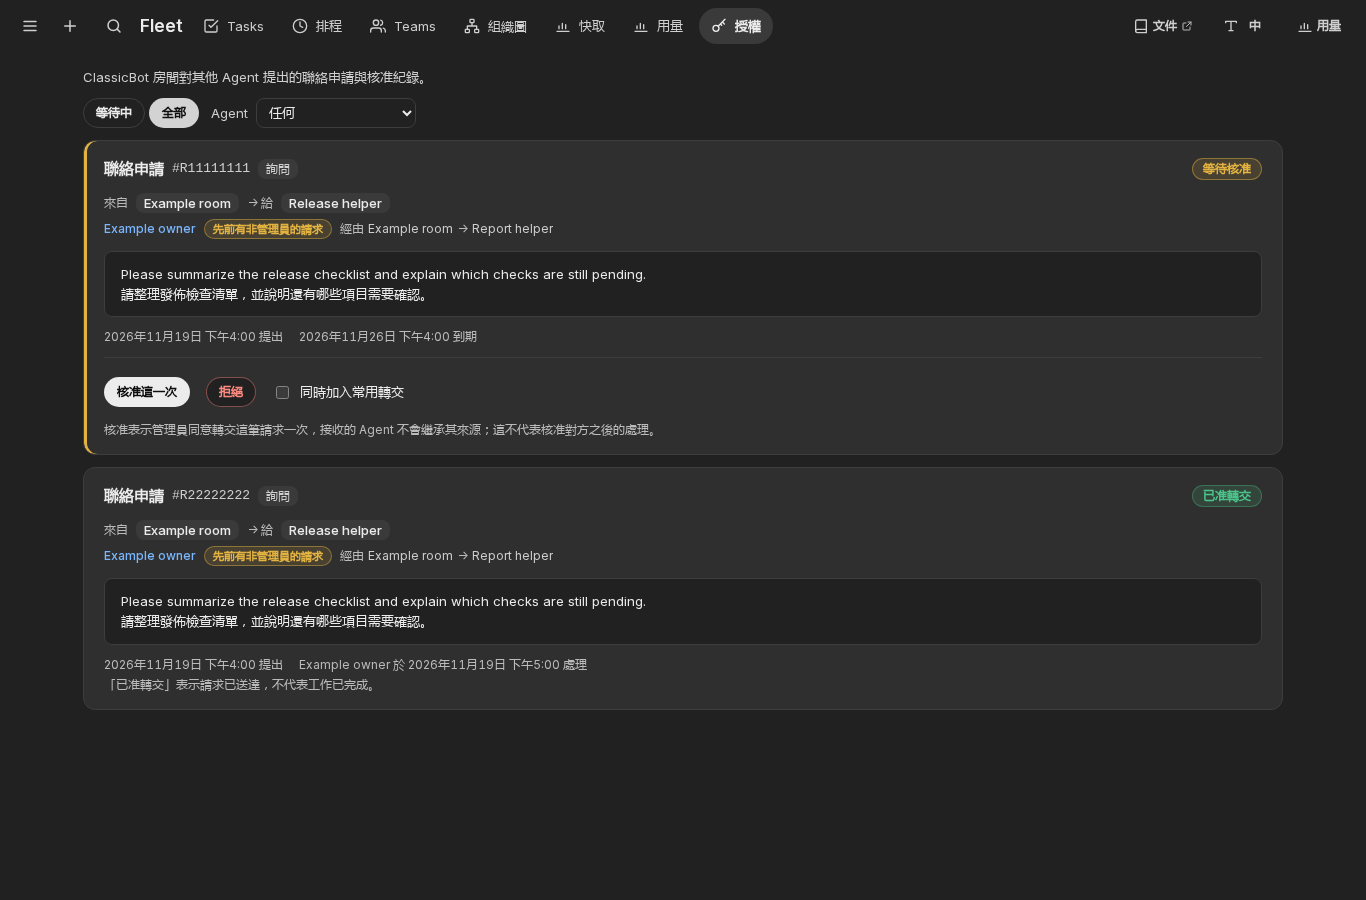 Fleet Tasks 排程 Teams 組織圖 快取 用量 授權 文件 中 用量
ClassicBot 房間對其他 Agent 提出的聯絡申請與核准紀錄。
等待中 全部 Agent 任何
聯絡申請 #R11111111 詢問 等待核准
來自 Example room → 給 Release helper
Example owner 先前有非管理員的請求 經由 Example room → Report helper
Please summarize the release checklist and explain which checks are still pending.
請整理發佈檢查清單，並說明還有哪些項目需要確認。
2026年11月19日 下午4:00 提出 2026年11月26日 下午4:00 到期
核准這一次 拒絕 同時加入常用轉交
核准表示管理員同意轉交這筆請求一次，接收的 Agent 不會繼承其來源；這不代表核准對方之後的處理。
聯絡申請 #R22222222 詢問 已准轉交
來自 Example room → 給 Release helper
Example owner 先前有非管理員的請求 經由 Example room → Report helper
Please summarize the release checklist and explain which checks are still pending.
請整理發佈檢查清單，並說明還有哪些項目需要確認。
2026年11月19日 下午4:00 提出 Example owner 於 2026年11月19日 下午5:00 處理
「已准轉交」表示請求已送達，不代表工作已完成。